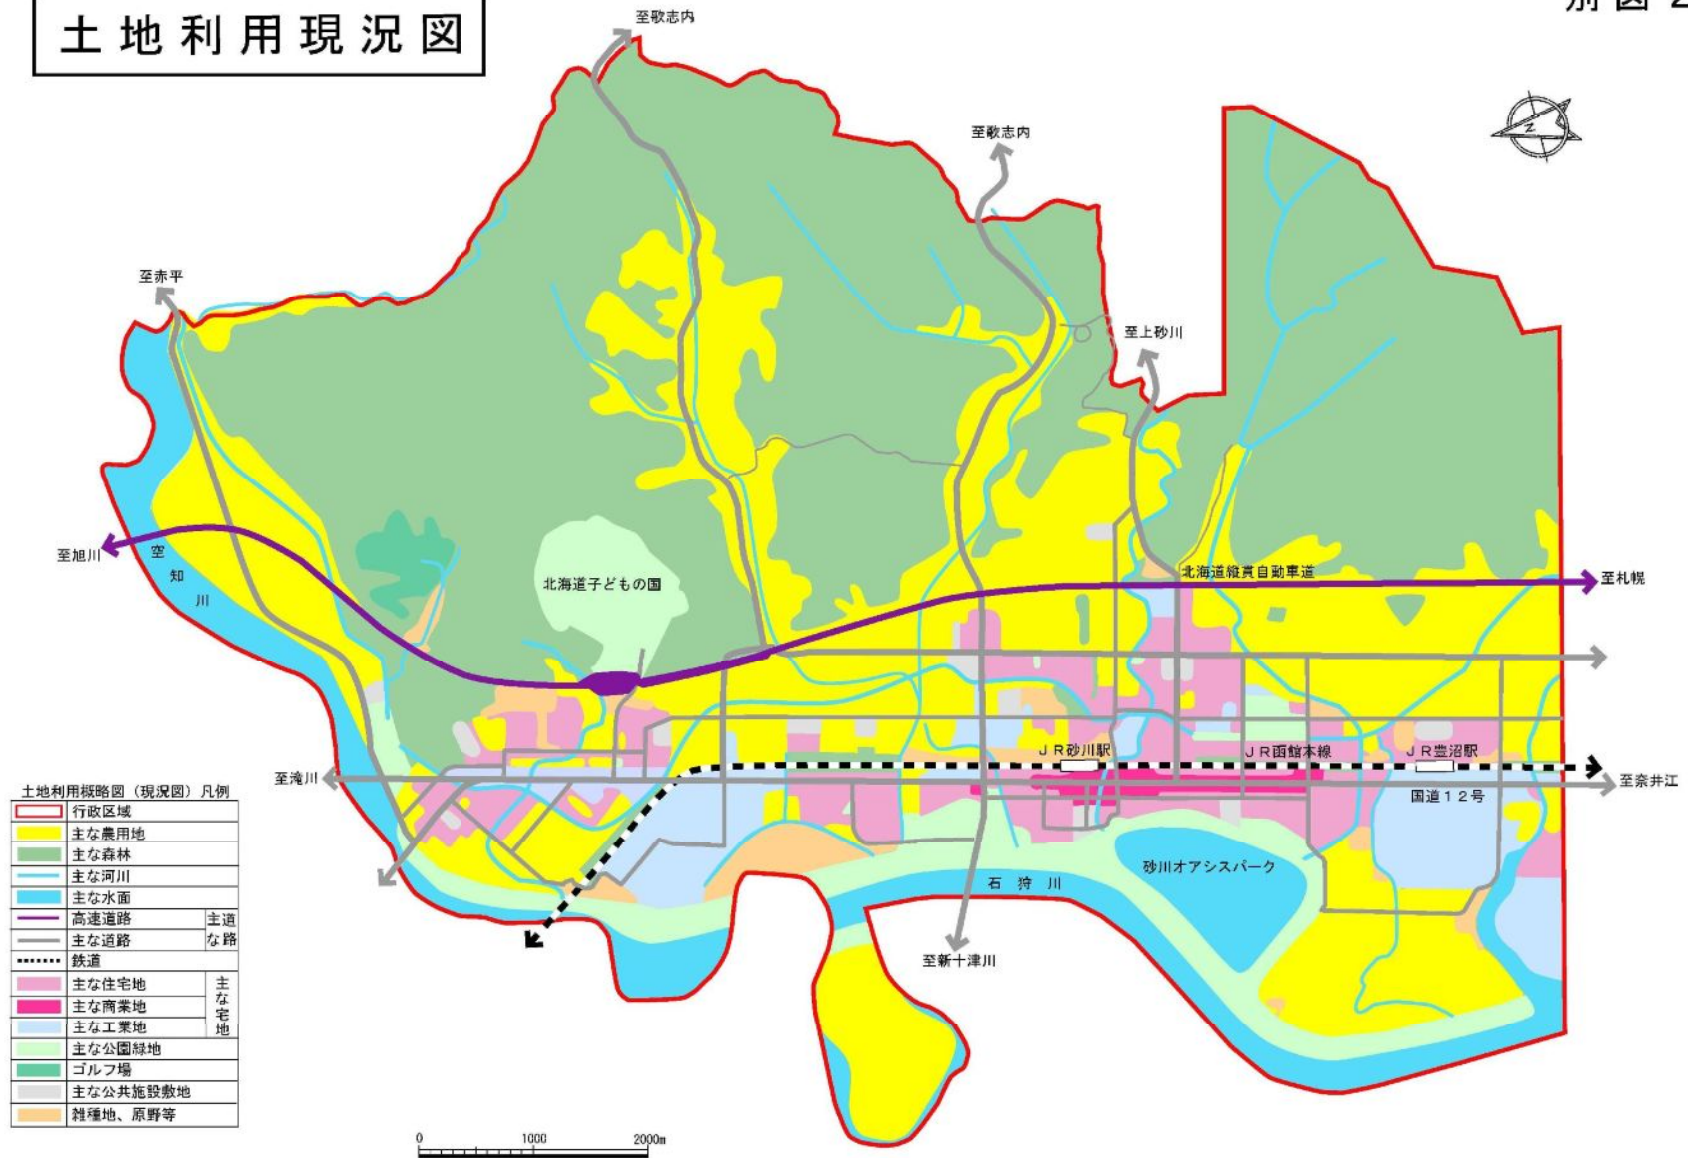 土地利用現況図
別図2
至歌志内
至歌志内
至赤平
至上砂川
N
至旭川
空知川
北海道子どもの国
北海道縦貫自動車道
至札幌
JR砂川駅
JR函館本線
JR豊沼駅
至滝川
国道12号
至奈井江
砂川オアシスパーク
石狩川
至新十津川
土地利用概略図（現況図）凡例
行政区域
主な農用地
主な森林
主な河川
主な水面
高速道路
主な道路
主道な路
鉄道
主な住宅地
主な商業地
主な工業地
主な宅地
主な公園緑地
ゴルフ場
主な公共施設敷地
雑種地、原野等
0 1000 2000m